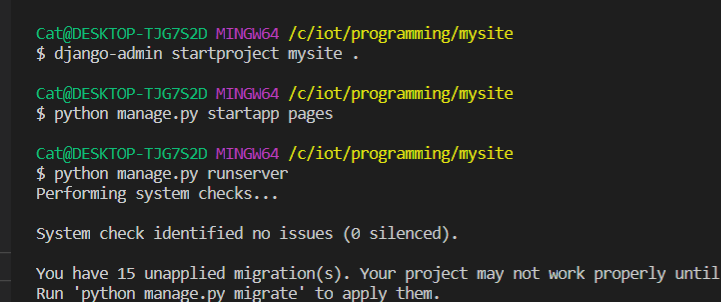 Cat@DESKTOP-TJG7S2D MINGW64 /c/iot/programming/mysite
$ django-admin startproject mysite .
Cat@DESKTOP-TJG7S2D MINGW64 /c/iot/programming/mysite
$ python manage.py startapp pages
Cat@DESKTOP-TJG7S2D MINGW64 /c/iot/programming/mysite
$ python manage.py runserver
Performing system checks...
System check identified no issues (0 silenced).
You have 15 unapplied migration(s). Your project may not work properly until
Run 'python manage.py migrate' to apply them.